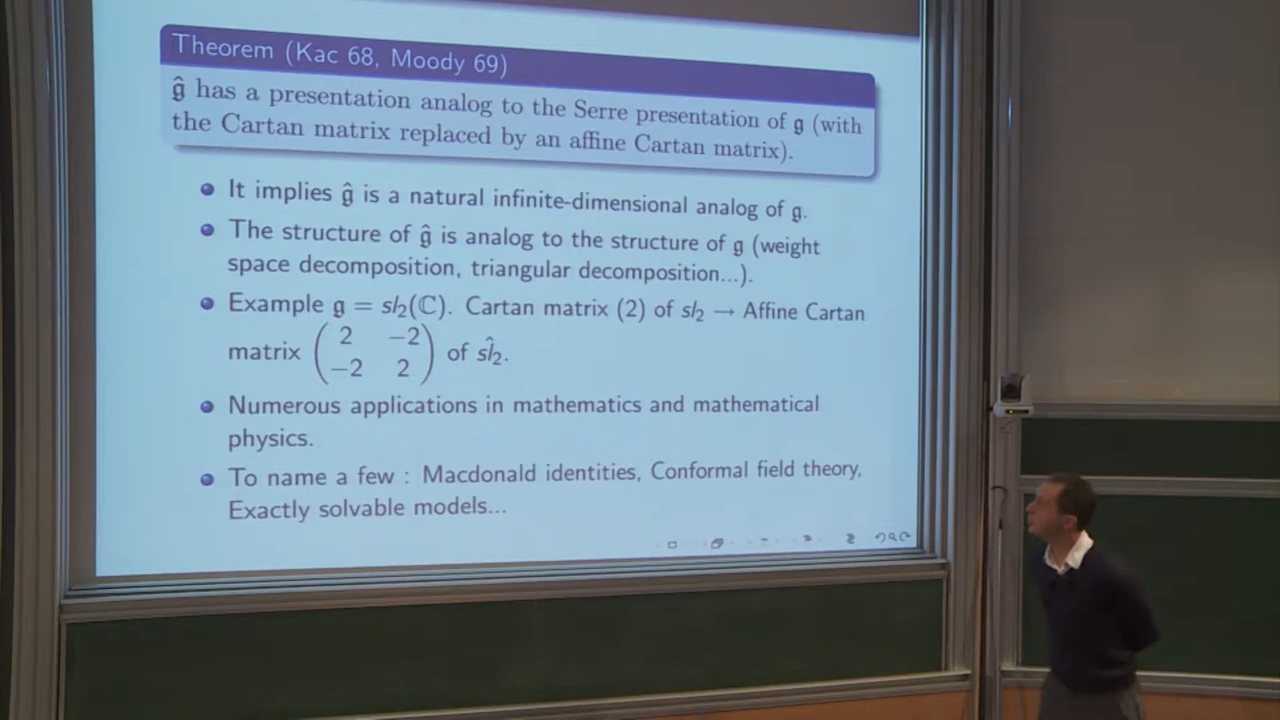 Theorem (Kac 68, Moody 69)
ĝ has a presentation analog to the Serre presentation of g (with
the Cartan matrix replaced by an affine Cartan matrix).
It implies ĝ is a natural infinite-dimensional analog of g.
The structure of ĝ is analog to the structure of g (weight
space decomposition, triangular decomposition...).
Example g = sl₂(ℂ). Cartan matrix (2) of sl₂ → Affine Cartan
matrix ( 2 −2
−2 2 ) of sl̂₂.
Numerous applications in mathematics and mathematical
physics.
To name a few : Macdonald identities, Conformal field theory,
Exactly solvable models...